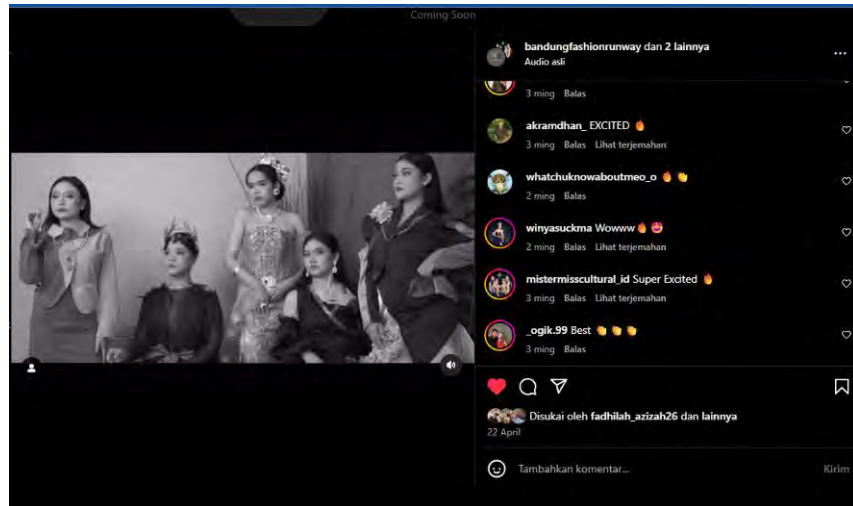 Coming Soon
bandungfashionrunway dan 2 lainnya
Audio asli
3 ming Balas
akramdhan_ EXCITED 🔥
3 ming Balas Lihat terjemahan
whatchuknowaboutmeo_o 🔥 👏
2 ming Balas
winyasuckma Wowww🔥 😍
2 ming Balas Lihat terjemahan
mistermisscultural_id Super Excited 🔥
3 ming Balas Lihat terjemahan
_ogik.99 Best 👏 👏 👏
3 ming Balas
Disukai oleh fadhilah_azizah26 dan lainnya
22 April
Tambahkan komentar...
Kirim